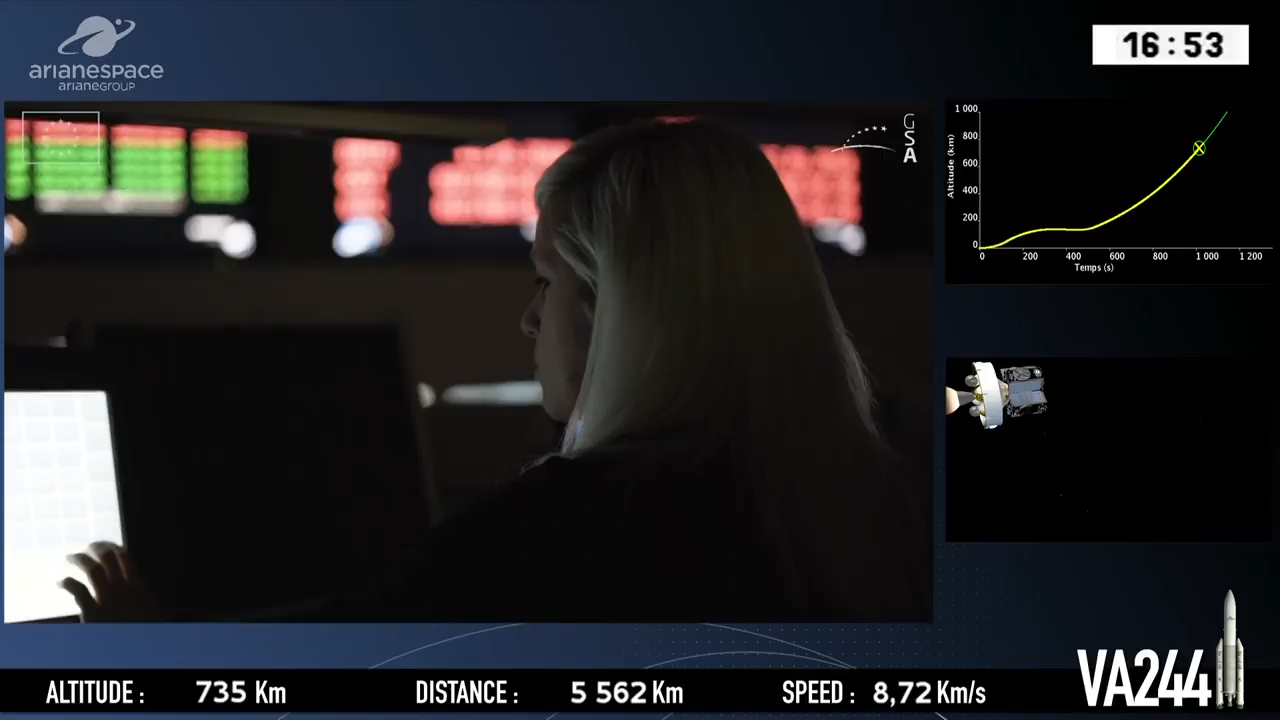 arianespace
arianeGROUP
16:53
GSA
1 000
800
600
400
200
0
Altitude (km)
0 200 400 600 800 1 000 1 200
Temps (s)
VA244
ALTITUDE : 735 Km DISTANCE : 5 562 Km SPEED : 8,72 Km/s